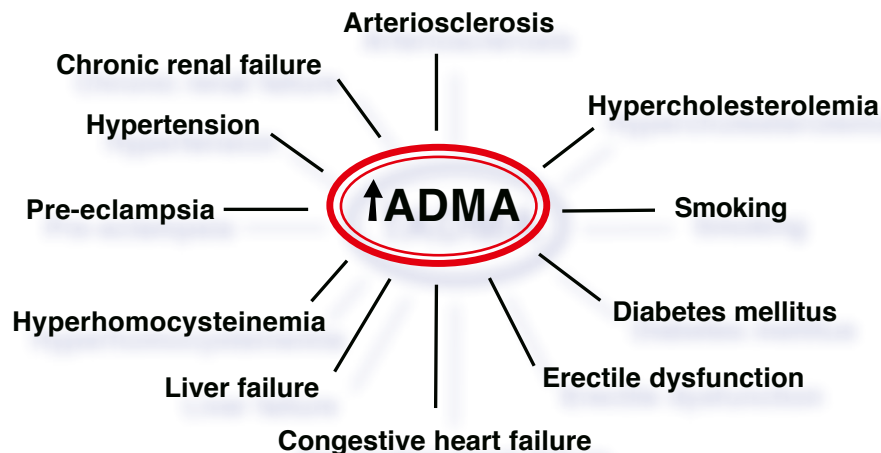 Arteriosclerosis
Chronic renal failure
Hypercholesterolemia
Hypertension
↑ADMA
Pre-eclampsia
Smoking
Hyperhomocysteinemia
Diabetes mellitus
Liver failure
Erectile dysfunction
Congestive heart failure